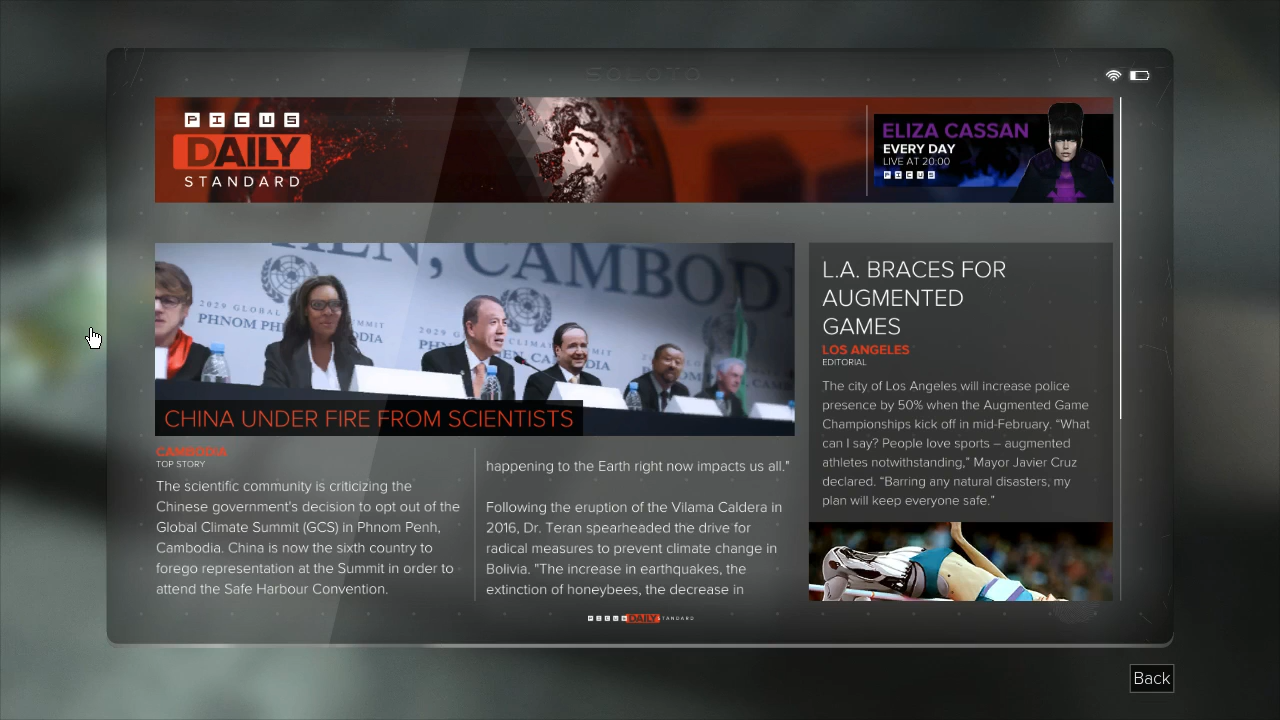 SOLOTO
PICUS
DAILY
STANDARD
ELIZA CASSAN
EVERY DAY
LIVE AT 20:00
PICUS
CAMBOD
2029 GLOBAL
PHNOM
2029 G
CHINA UNDER FIRE FROM SCIENTISTS
CAMBODIA
TOP STORY
The scientific community is criticizing the
Chinese government's decision to opt out of the
Global Climate Summit (GCS) in Phnom Penh,
Cambodia. China is now the sixth country to
forego representation at the Summit in order to
attend the Safe Harbour Convention.
happening to the Earth right now impacts us all."
Following the eruption of the Vilama Caldera in
2016, Dr. Teran spearheaded the drive for
radical measures to prevent climate change in
Bolivia. "The increase in earthquakes, the
extinction of honeybees, the decrease in
L.A. BRACES FOR
AUGMENTED
GAMES
LOS ANGELES
EDITORIAL
The city of Los Angeles will increase police
presence by 50% when the Augmented Game
Championships kick off in mid-February. “What
can I say? People love sports – augmented
athletes notwithstanding,” Mayor Javier Cruz
declared. “Barring any natural disasters, my
plan will keep everyone safe.”
PICUS DAILY STANDARD
Back